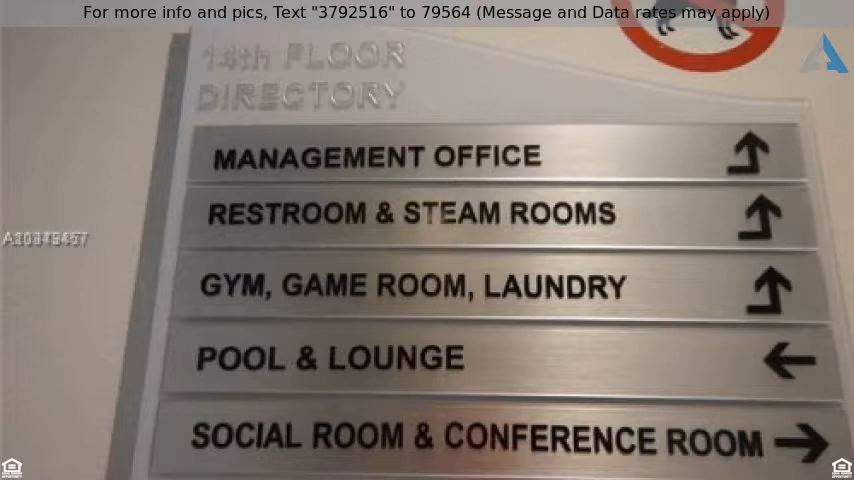 For more info and pics, Text "3792516" to 79564 (Message and Data rates may apply)
14th FLOOR
DIRECTORY
MANAGEMENT OFFICE
RESTROOM & STEAM ROOMS
GYM, GAME ROOM, LAUNDRY
POOL & LOUNGE
SOCIAL ROOM & CONFERENCE ROOM